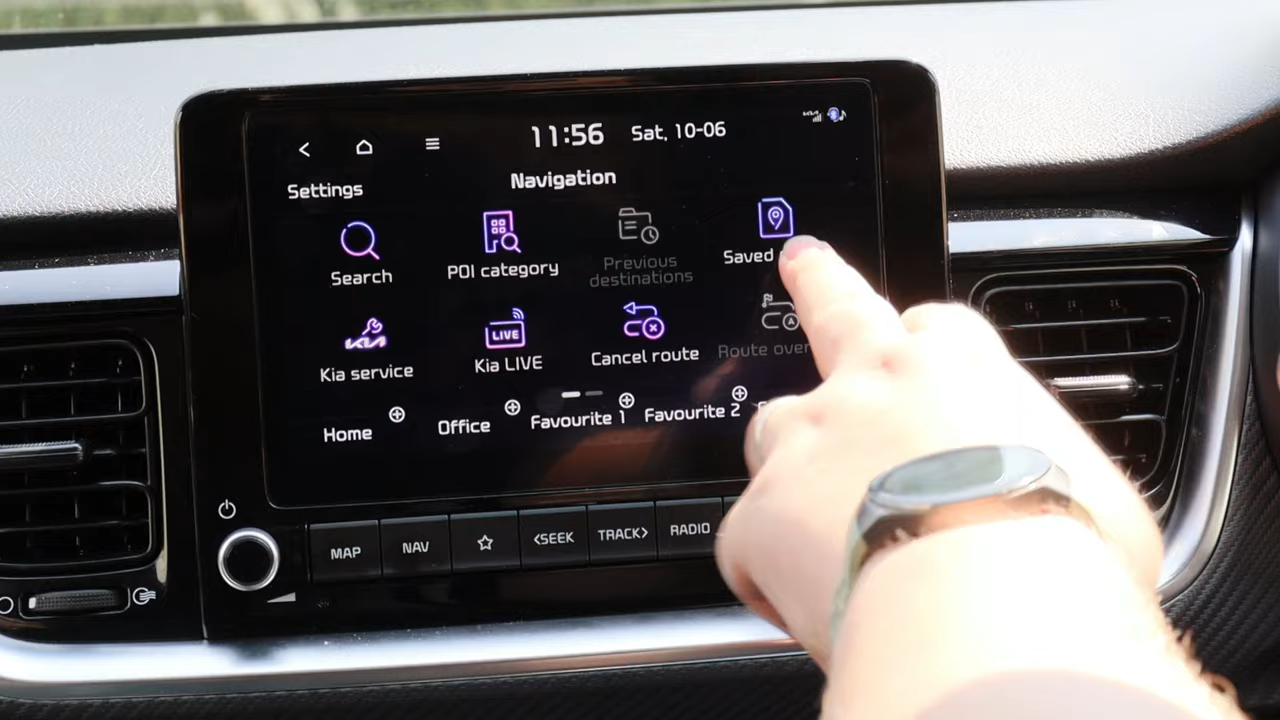 11:56 Sat, 10-06
Settings
Navigation
Search
POI category
Previous
destinations
Saved
Kia service
LIVE
Kia LIVE
Cancel route
A
Route over
Home
Office
Favourite 1
Favourite 2
MAP
NAV
<SEEK
TRACK>
RADIO